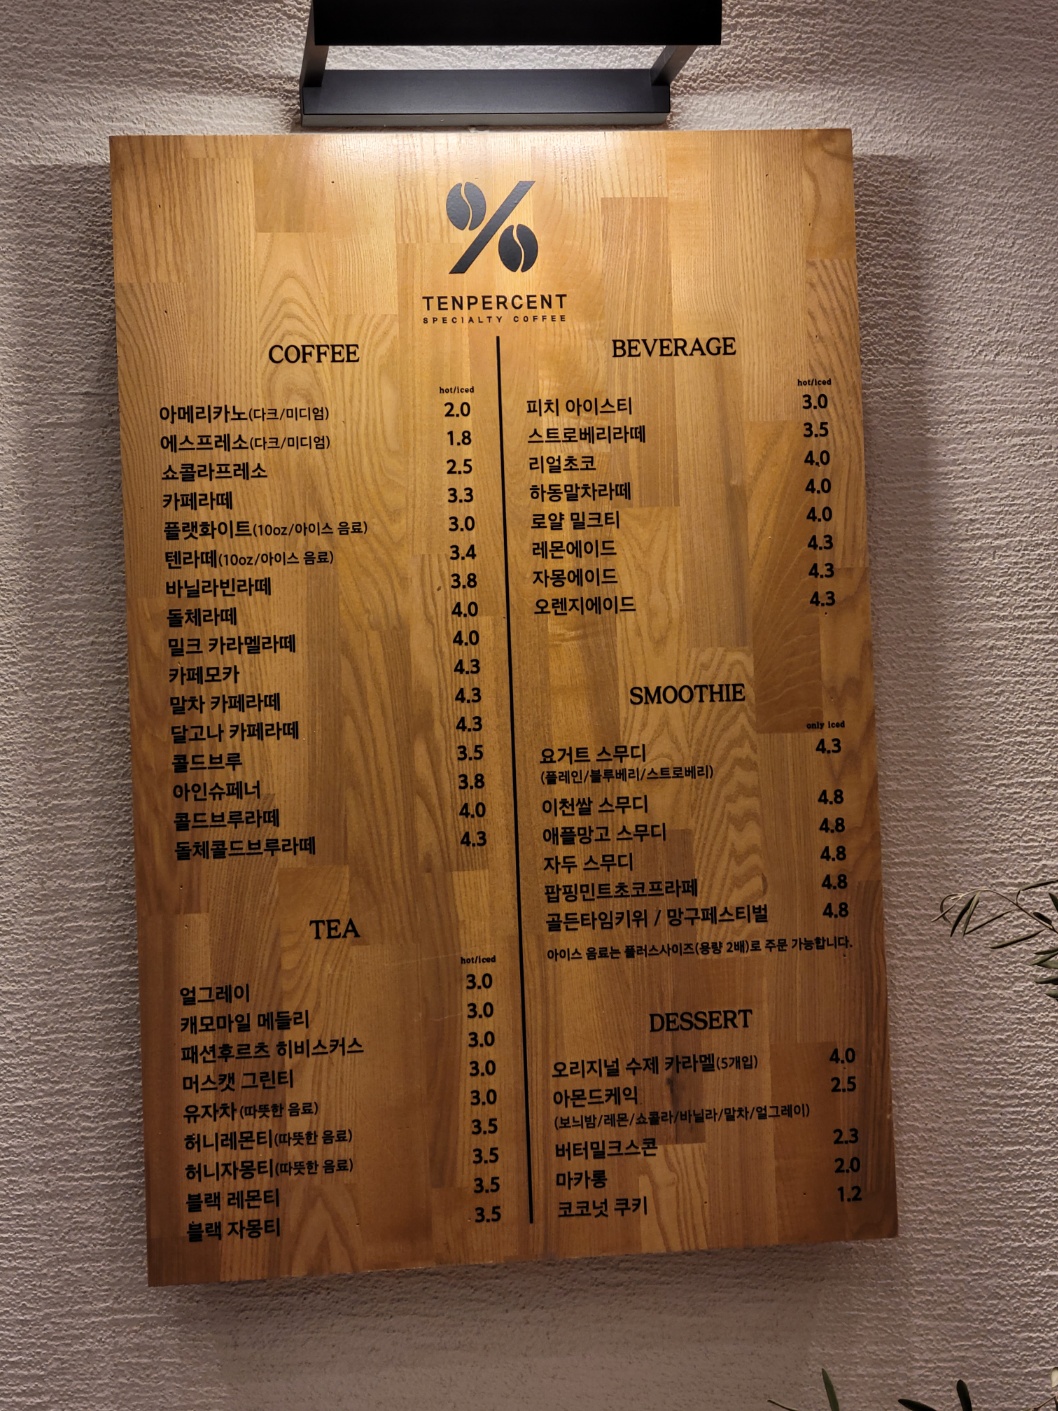 TENPERCENT
SPECIALTY COFFEE
COFFEE
hot/iced
아메리카노(다크/미디엄) 2.0
에스프레소(다크/미디엄) 1.8
쇼콜라프레소 2.5
카페라떼 3.3
플랫화이트(10oz/아이스 음료) 3.0
텐라떼(10oz/아이스 음료) 3.4
바닐라빈라떼 3.8
돌체라떼 4.0
밀크 카라멜라떼 4.0
카페모카 4.3
말차 카페라떼 4.3
달고나 카페라떼 4.3
콜드브루 3.5
아인슈페너 3.8
콜드브루라떼 4.0
돌체콜드브루라떼 4.3
TEA
hot/iced
얼그레이 3.0
캐모마일 메들리 3.0
패션후르츠 히비스커스 3.0
머스캣 그린티 3.0
유자차(따뜻한 음료) 3.0
허니레몬티(따뜻한 음료) 3.5
허니자몽티(따뜻한 음료) 3.5
블랙 레몬티 3.5
블랙 자몽티 3.5
BEVERAGE
hot/iced
피치 아이스티 3.0
스트로베리라떼 3.5
리얼초코 4.0
하동말차라떼 4.0
로얄 밀크티 4.0
레몬에이드 4.3
자몽에이드 4.3
오렌지에이드 4.3
SMOOTHIE
only iced
요거트 스무디 4.3
(플레인/블루베리/스트로베리)
이천쌀 스무디 4.8
애플망고 스무디 4.8
자두 스무디 4.8
팝핑민트초코프라페 4.8
골든타임키위 / 망구페스티벌 4.8
아이스 음료는 플러스사이즈(용량 2배)로 주문 가능합니다.
DESSERT
오리지널 수제 카라멜(5개입) 4.0
아몬드케익 2.5
(보늬밤/레몬/쇼콜라/바닐라/말차/얼그레이)
버터밀크스콘 2.3
마카롱 2.0
코코넛 쿠키 1.2